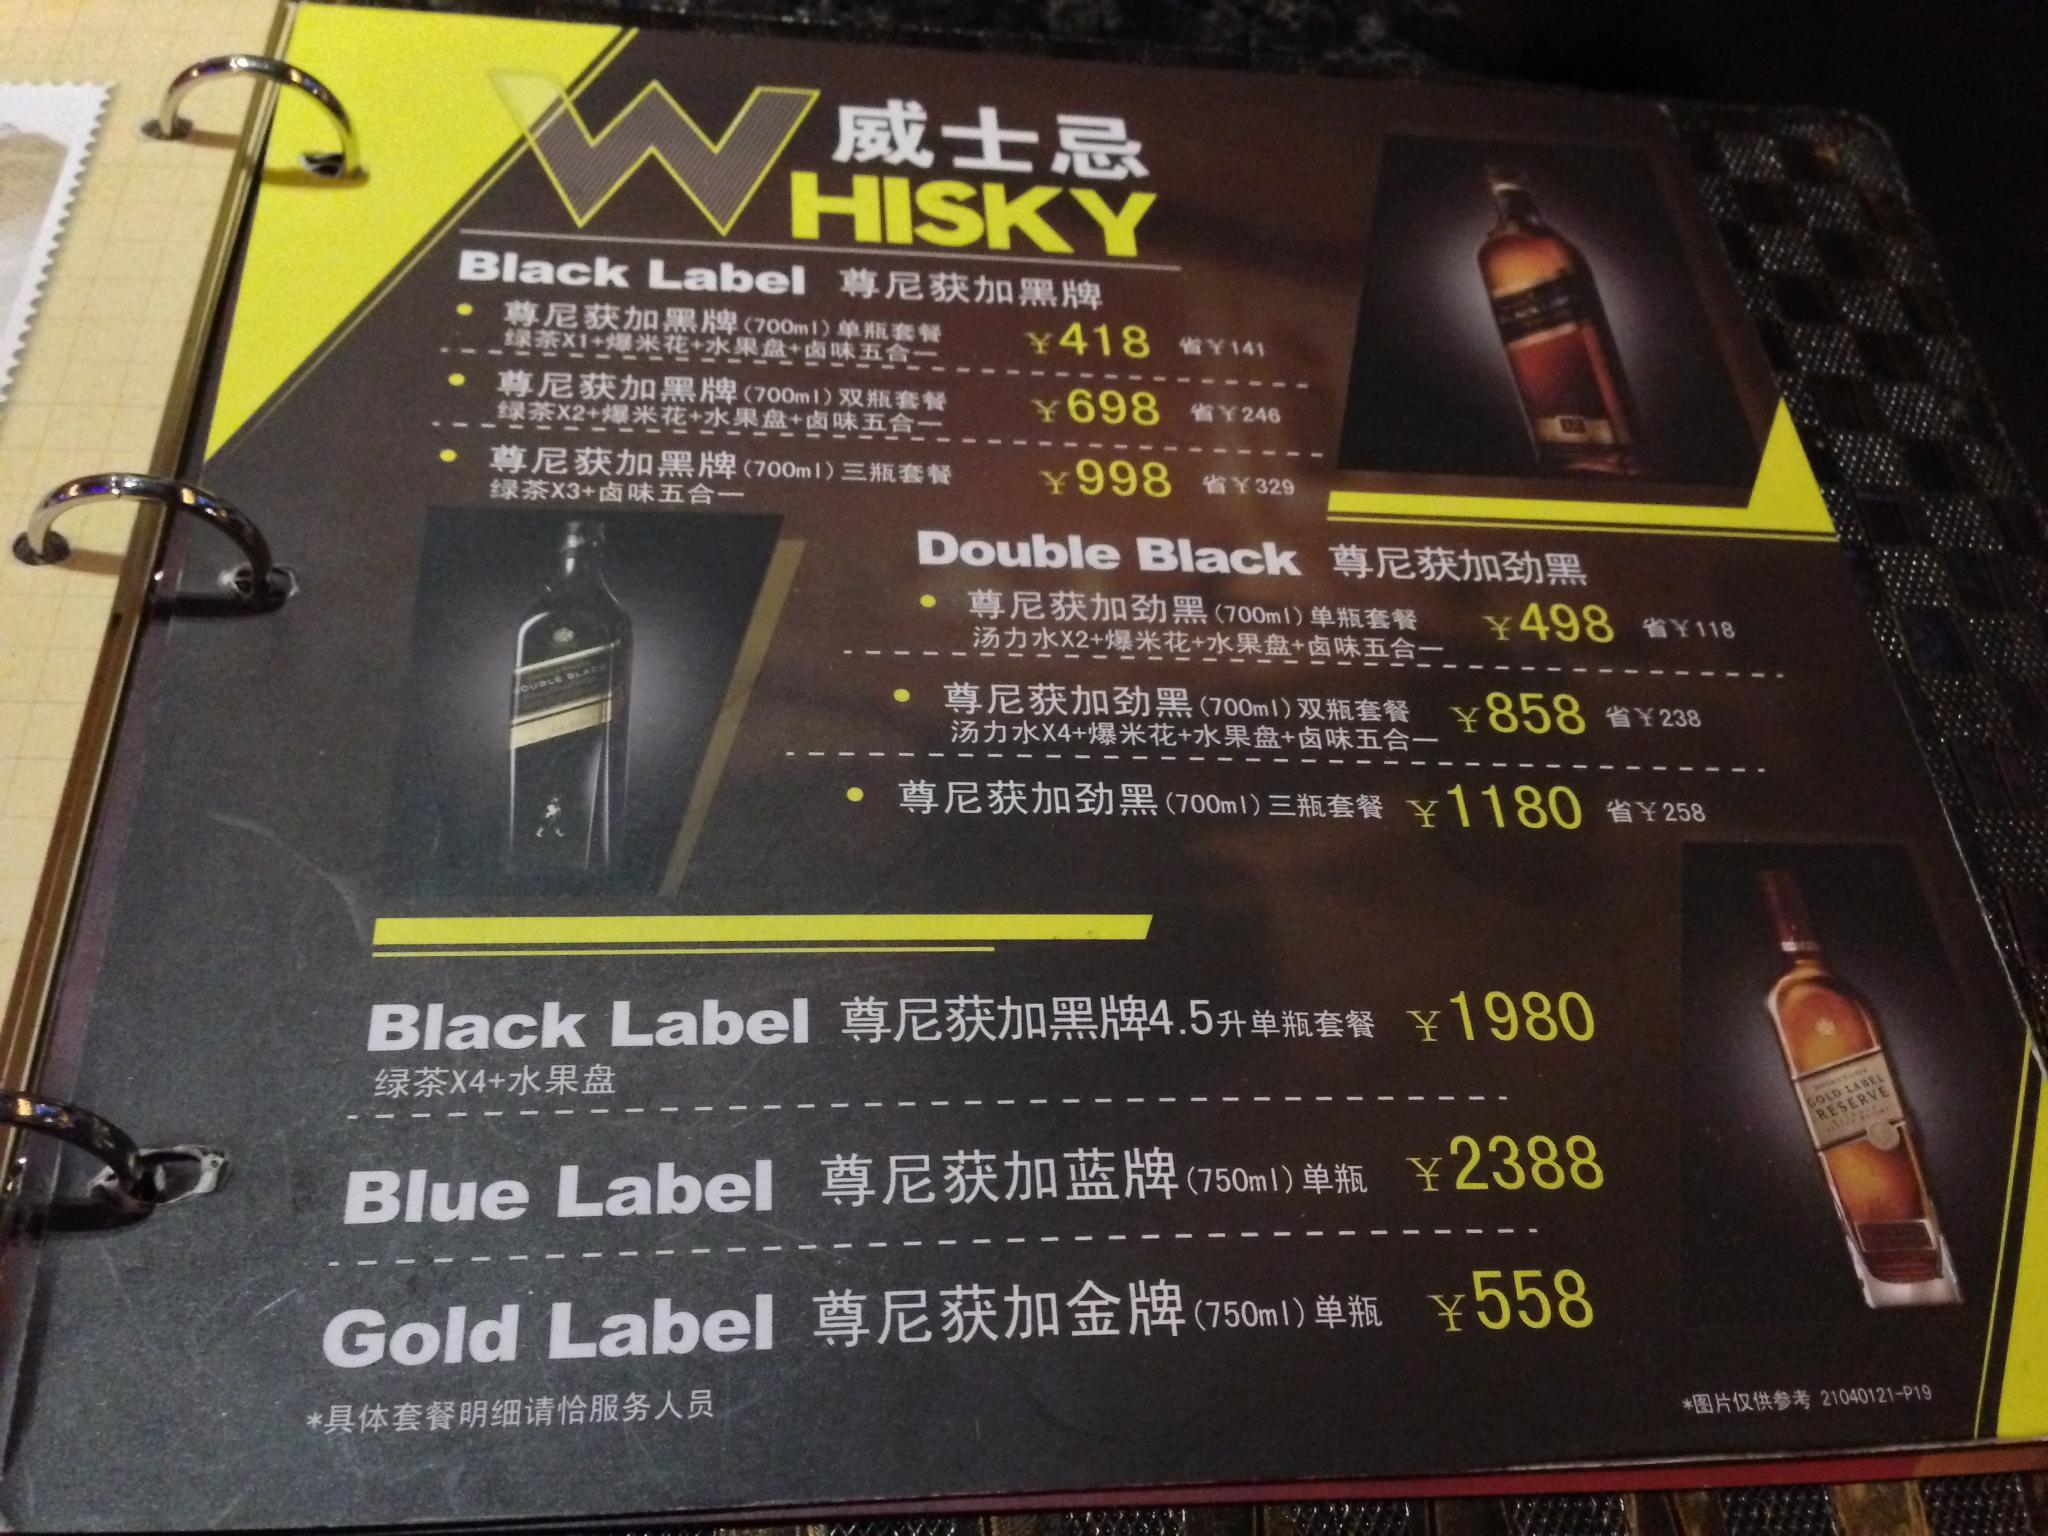 威士忌
WHISKY
Black Label 尊尼获加黑牌
• 尊尼获加黑牌(700ml)单瓶套餐 ¥418 省¥141
绿茶X1+爆米花+水果盘+卤味五合一
• 尊尼获加黑牌(700ml)双瓶套餐 ¥698 省¥246
绿茶X2+爆米花+水果盘+卤味五合一
• 尊尼获加黑牌(700ml)三瓶套餐 ¥998 省¥329
绿茶X3+卤味五合一
Double Black 尊尼获加劲黑
• 尊尼获加劲黑(700ml)单瓶套餐 ¥498 省¥118
汤力水X2+爆米花+水果盘+卤味五合一
• 尊尼获加劲黑(700ml)双瓶套餐 ¥858 省¥238
汤力水X4+爆米花+水果盘+卤味五合一
• 尊尼获加劲黑(700ml)三瓶套餐 ¥1180 省¥258
DOUBLE BLACK
Black Label 尊尼获加黑牌4.5升单瓶套餐 ¥1980
绿茶X4+水果盘
Blue Label 尊尼获加蓝牌(750ml)单瓶 ¥2388
Gold Label 尊尼获加金牌(750ml)单瓶 ¥558
GOLD LABEL
RESERVE
*具体套餐明细请恰服务人员
*图片仅供参考 21040121-P19